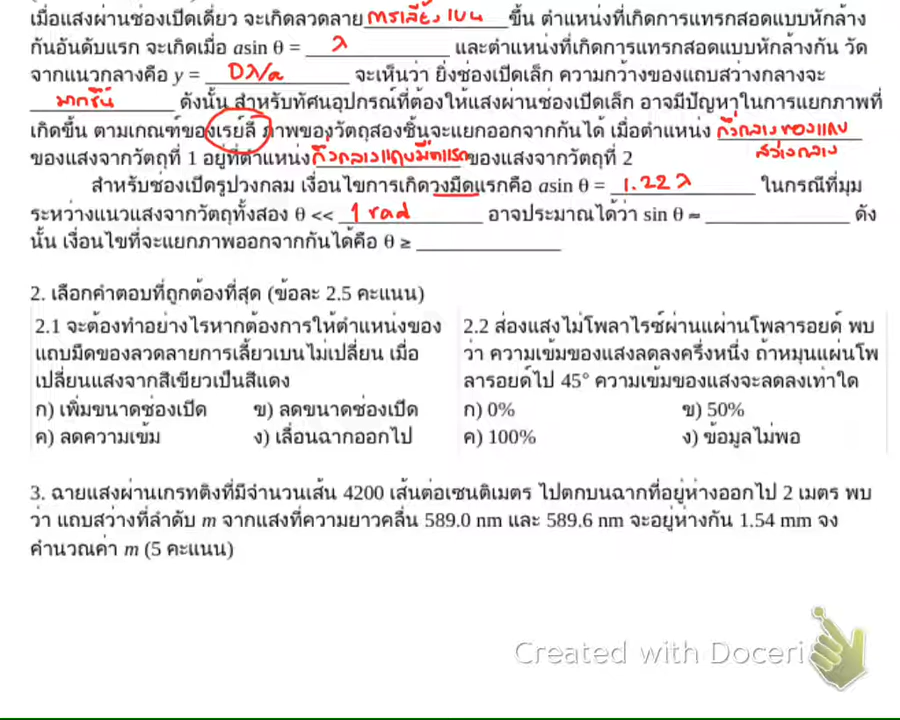 เมื่อแสงผ่านช่องเปิดเดี่ยว จะเกิดลวดลาย การเลี้ยวเบน ขึ้น ตำแหน่งที่เกิดการแทรกสอดแบบหักล้าง
กันอันดับแรก จะเกิดเมื่อ asin θ = λ และตำแหน่งที่เกิดการแทรกสอดแบบหักล้างกัน วัด
จากแนวกลางคือ y = Dλ/a จะเห็นว่า ยิ่งช่องเปิดเล็ก ความกว้างของแถบสว่างกลางจะ
มากขึ้น ดังนั้น สำหรับทัศนอุปกรณ์ที่ต้องให้แสงผ่านช่องเปิดเล็ก อาจมีปัญหาในการแยกภาพที่
เกิดขึ้น ตามเกณฑ์ของเรย์ลี ภาพของวัตถุสองชิ้นจะแยกออกจากกันได้ เมื่อตำแหน่ง กึ่งกลางของแถบ
สว่างกลาง
ของแสงจากวัตถุที่ 1 อยู่ที่ตำแหน่ง กึ่งกลางแถบมืดแรก ของแสงจากวัตถุที่ 2
สำหรับช่องเปิดรูปวงกลม เงื่อนไขการเกิดวงมืดแรกคือ asin θ = 1.22 λ ในกรณีที่มุม
ระหว่างแนวแสงจากวัตถุทั้งสอง θ << 1 rad อาจประมาณได้ว่า sin θ ≈ ____ ดัง
นั้น เงื่อนไขที่จะแยกภาพออกจากกันได้คือ θ ≥ ____
2. เลือกคำตอบที่ถูกต้องที่สุด (ข้อละ 2.5 คะแนน)
2.1 จะต้องทำอย่างไรหากต้องการให้ตำแหน่งของ
แถบมืดของลวดลายการเลี้ยวเบนไม่เปลี่ยน เมื่อ
เปลี่ยนแสงจากสีเขียวเป็นสีแดง
ก) เพิ่มขนาดช่องเปิด ข) ลดขนาดช่องเปิด
ค) ลดความเข้ม ง) เลื่อนฉากออกไป
2.2 ส่องแสงไม่โพลาไรซ์ผ่านแผ่นโพลารอยด์ พบ
ว่า ความเข้มของแสงลดลงครึ่งหนึ่ง ถ้าหมุนแผ่นโพ
ลารอยด์ไป 45° ความเข้มของแสงจะลดลงเท่าใด
ก) 0% ข) 50%
ค) 100% ง) ข้อมูลไม่พอ
3. ฉายแสงผ่านเกรทติงที่มีจำนวนเส้น 4200 เส้นต่อเซนติเมตร ไปตกบนฉากที่อยู่ห่างออกไป 2 เมตร พบ
ว่า แถบสว่างที่ลำดับ m จากแสงที่ความยาวคลื่น 589.0 nm และ 589.6 nm จะอยู่ห่างกัน 1.54 mm จง
คำนวณค่า m (5 คะแนน)
Created with Doceri